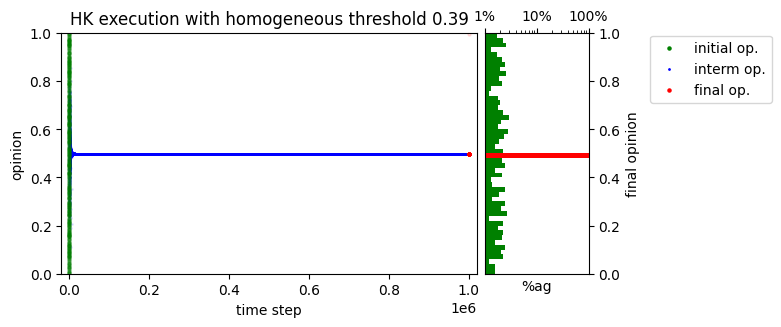 HK execution with homogeneous threshold 0.39
1% 10% 100%
1.0
0.8
0.6
0.4
0.2
0.0
opinion
0.0 0.2 0.4 0.6 0.8 1.0
1e6
time step
%ag
1.0
0.8
0.6
0.4
0.2
0.0
final opinion
initial op.
interm op.
final op.